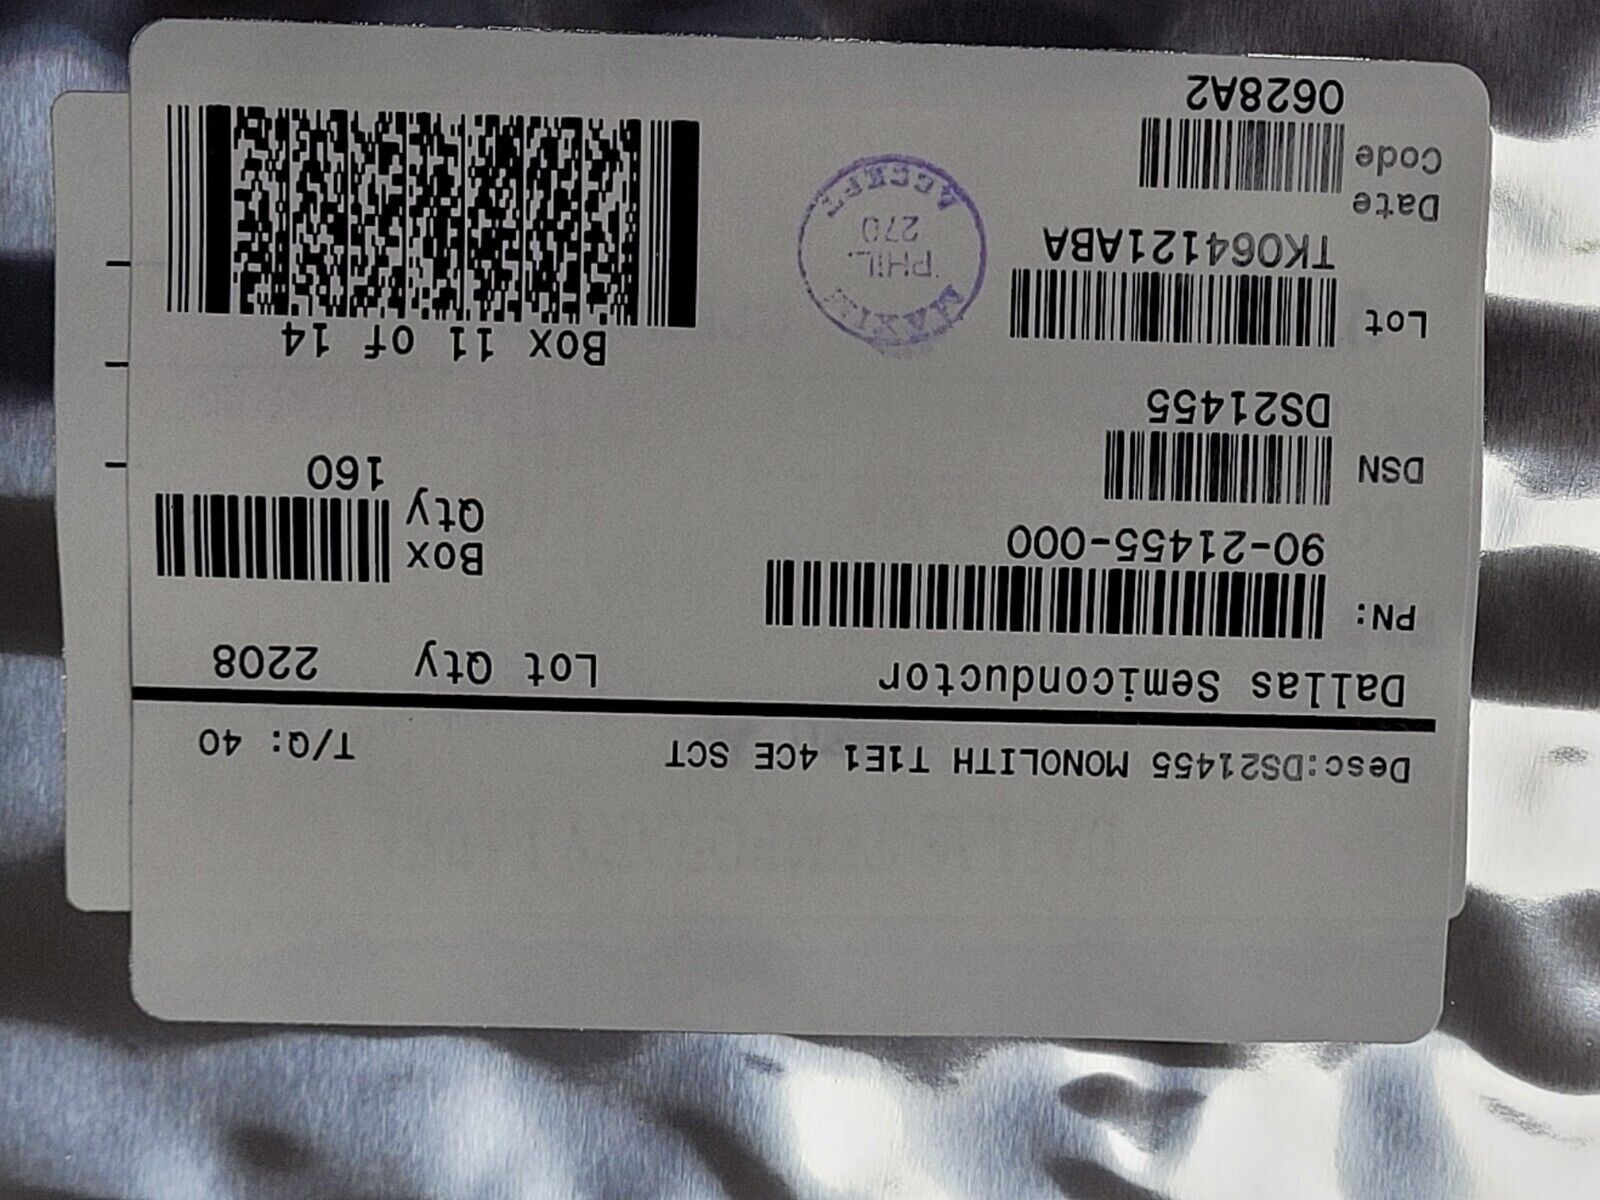 Desc:DS21455 MONOLITH T1E1 4CE SCT
T/Q: 40
Dallas Semiconductor
Lot Qty 2208
PN:
90-21455-000
Box
Qty
160
DSN
DS21455
Box 11 of 14
Lot
TK064121ABA
MAXIM
PHIL.
270
ACCEPT
Date
Code
0628A2